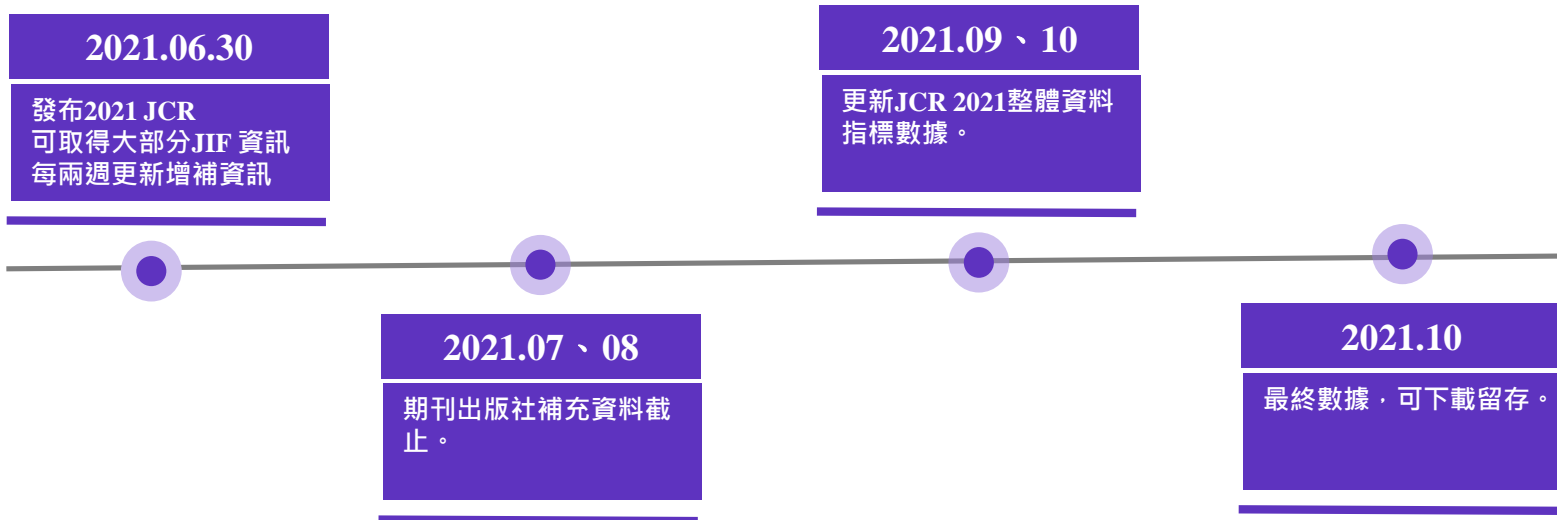 2021.06.30
發布2021 JCR
可取得大部分JIF 資訊
每兩週更新增補資訊
2021.07、08
期刊出版社補充資料截
止。
2021.09、10
更新JCR 2021整體資料
指標數據。
2021.10
最終數據，可下載留存。